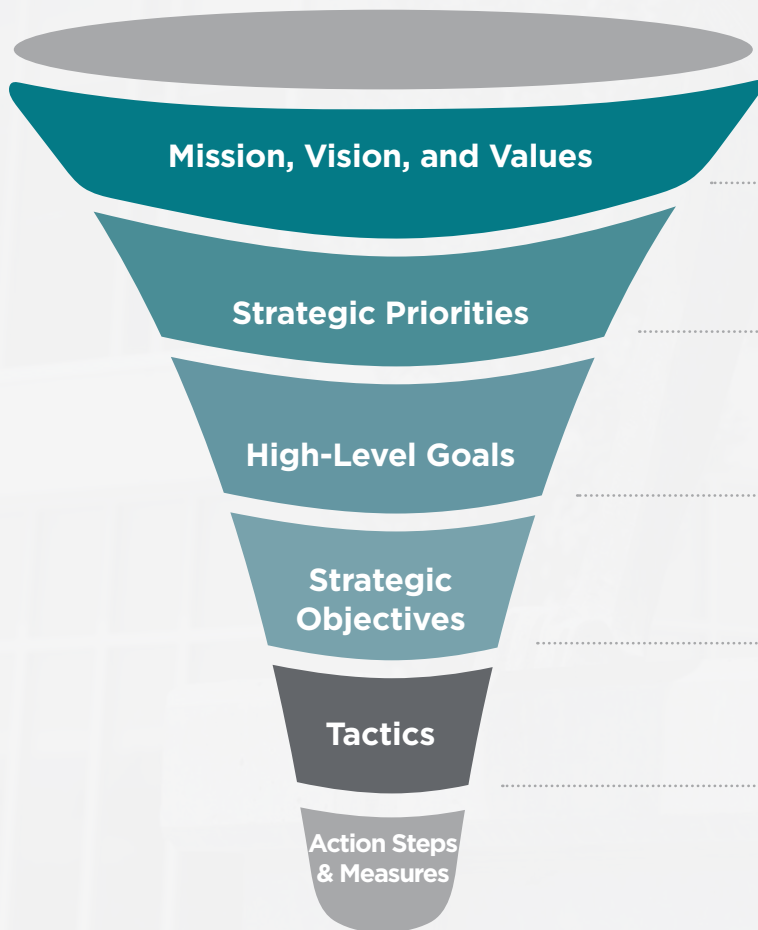 Mission, Vision, and Values
Strategic Priorities
High-Level Goals
Strategic
Objectives
Tactics
Action Steps
& Measures